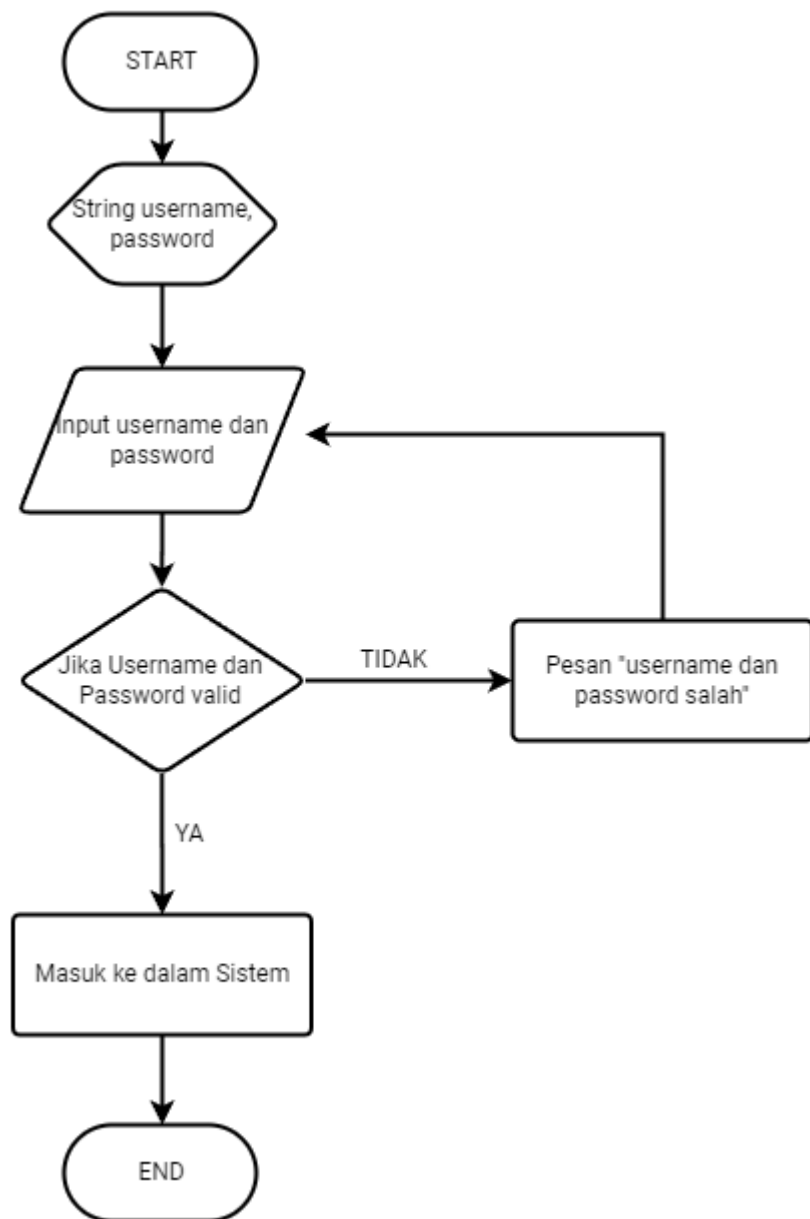 START
String username,
password
Input username dan
password
Jika Username dan
Password valid
TIDAK
Pesan "username dan
password salah"
YA
Masuk ke dalam Sistem
END